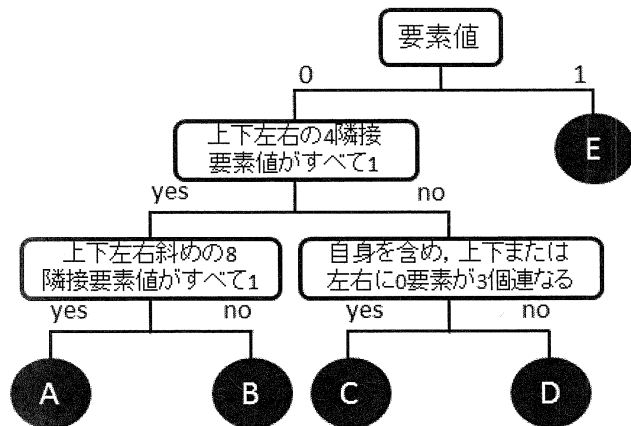 要素値
0
1
上下左右の4隣接
要素値がすべて1
E
yes
no
上下左右斜めの8
隣接要素値がすべて1
自身を含め，上下または
左右に0要素が3個連なる
yes
no
yes
no
A
B
C
D